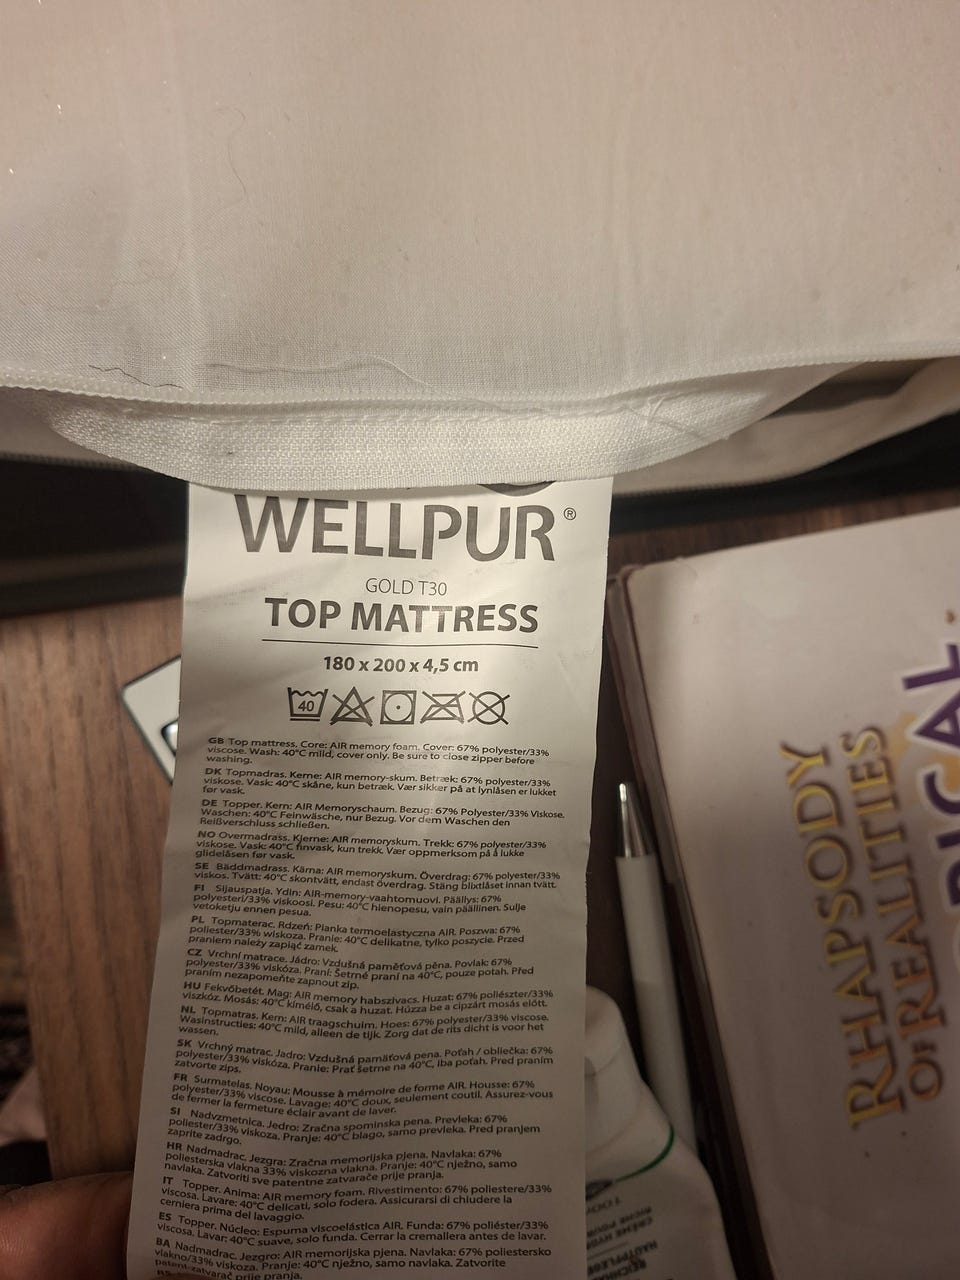 WELLPUR®
GOLD T30
TOP MATTRESS
180 x 200 x 4,5 cm
40
GB Top mattress. Core: AIR memory foam. Cover: 67% polyester/33%
viscose. Wash: 40°C mild, cover only. Be sure to close zipper before
washing.
DK Topmadras. Kerne: AIR memory-skum. Betræk: 67% polyester/33%
viskose. Vask: 40°C skåne, kun betræk. Vær sikker på at lynlåsen er lukket
før vask.
DE Topper. Kern: AIR Memoryschaum. Bezug: 67% Polyester/33% Viskose.
Waschen: 40°C Feinwäsche, nur Bezug. Vor dem Waschen den
Reißverschluss schließen.
NO Overmadrass. Kjerne: AIR memoryskum. Trekk: 67% polyester/33%
viskose. Vask: 40°C finvask, kun trekk. Vær oppmerksom på å lukke
glidelåsen før vask.
SE Bäddmadrass. Kärna: AIR memoryskum. Överdrag: 67% polyester/33%
viskos. Tvätt: 40°C skontvätt, endast överdrag. Stäng blixtlåset innan tvätt.
FI Sijauspatja. Ydin: AIR-memory-vaahtomuovi. Päällys: 67%
polyesteri/33% viskoosi. Pesu: 40°C hienopesu, vain päällinen. Sulje
vetoketju ennen pesua.
PL Topmaterac. Rdzeń: Pianka termoelastyczna AIR. Poszwa: 67%
poliester/33% wiskoza. Pranie: 40°C delikatne, tylko poszycie. Przed
praniem należy zapiąć zamek.
CZ Vrchní matrace. Jádro: Vzdušná paměťová pěna. Povlak: 67%
polyester/33% viskóza. Praní: Šetrné praní na 40°C, pouze potah. Před
praním nezapomeňte zapnout zip.
HU Fekvőbetét. Mag: AIR memory habszivacs. Huzat: 67% poliészter/33%
viszkóz. Mosás: 40°C kímélő, csak a huzat. Húzza be a cipzárt mosás előtt.
NL Topmatras. Kern: AIR traagschuim. Hoes: 67% polyester/33% viscose.
Wasinstructies: 40°C mild, alleen de tijk. Zorg dat de rits dicht is voor het
wassen.
SK Vrchný matrac. Jadro: Vzdušná pamäťová pena. Poťah / obliečka: 67%
polyester/33% viskóza. Pranie: Prať šetrne na 40°C, iba poťah. Pred praním
zatvorte zips.
FR Surmatelas. Noyau: Mousse à mémoire de forme AIR. Housse: 67%
polyester/33% viscose. Lavage: 40°C doux, seulement coutil. Assurez-vous
de fermer la fermeture éclair avant de laver.
SI Nadvzmetnica. Jedro: Zračna spominska pena. Prevleka: 67%
poliester/33% viskoza. Pranje: 40°C blago, samo prevleka. Pred pranjem
zaprite zadrgo.
HR Nadmadrac. Jezgra: Zračna memorijska pjena. Navlaka: 67%
poliesterska vlakna 33% viskozna vlakna. Pranje: 40°C nježno, samo
navlaka. Zatvoriti sve patentne zatvarače prije pranja.
IT Topper. Anima: AIR memory foam. Rivestimento: 67% poliestere/33%
viscosa. Lavare: 40°C delicati, solo fodera. Assicurarsi di chiudere la
cerniera prima del lavaggio.
ES Topper. Núcleo: Espuma viscoelástica AIR. Funda: 67% poliéster/33%
viscosa. Lavar: 40°C suave, solo funda. Cerrar la cremallera antes de lavar.
BA Nadmadrac. Jezgro: AIR memorijska pjena. Navlaka: 67% poliestersko
vlakno/33% viskoza. Pranje: 40°C nježno, samo navlaka. Zatvorite
patent-zatvarač prije pranja.
RHAPSODY
OF REALITIES